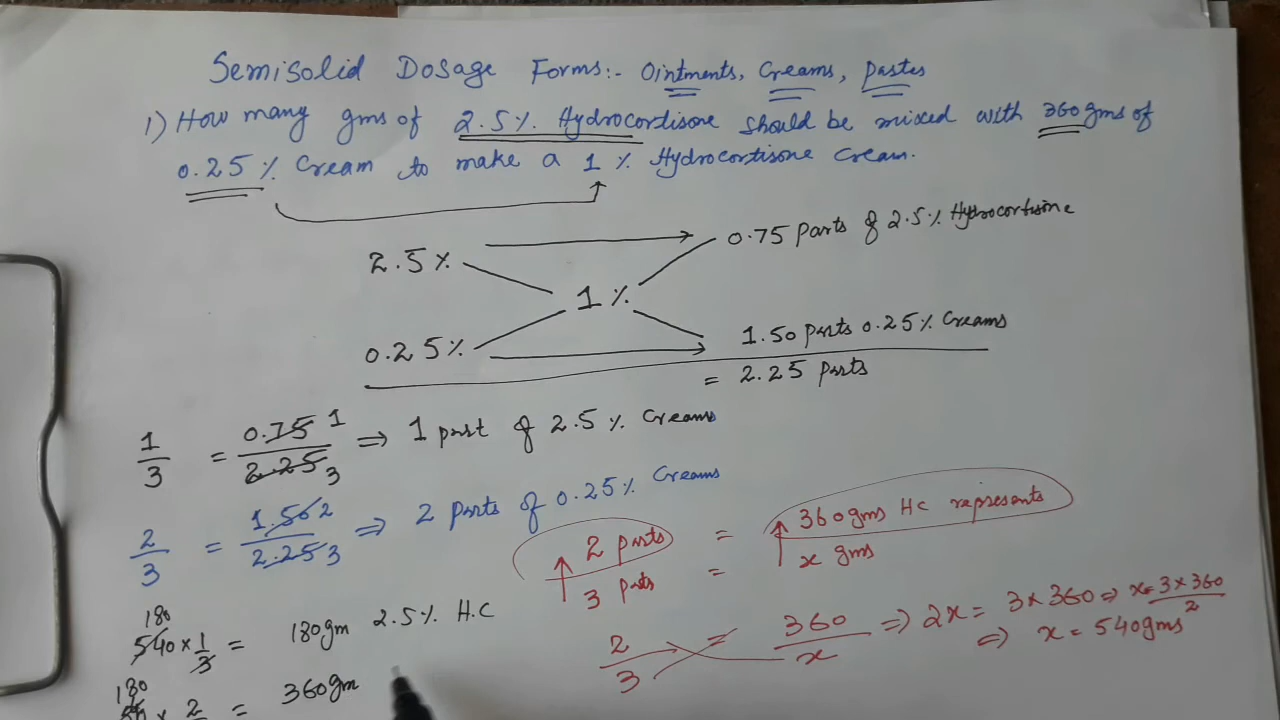 Semisolid Dosage Forms:- Ointments, Creams, Pastes
1) How many gms of 2.5% Hydrocortisone should be mixed with 360gms of
0.25% Cream to make a 1% Hydrocortisone Cream.
2.5% 0.75 Parts of 2.5% Hydrocortisone
1%
0.25% 1.50 Parts 0.25% Creams
= 2.25 Parts
1/3 = 0.75/2.25 1/3 ⇒ 1 part of 2.5% Creams
2/3 = 1.50/2.25 2/3 ⇒ 2 Parts of 0.25% Creams
2 Parts = 360gms HC represents
3 Parts = x gms
2/3 = 360/x ⇒ 2x = 3×360 ⇒ x= 3×360/2
⇒ x = 540gms
180
540 × 1/3 = 180gm 2.5% H.C
180
× 2 = 360gm